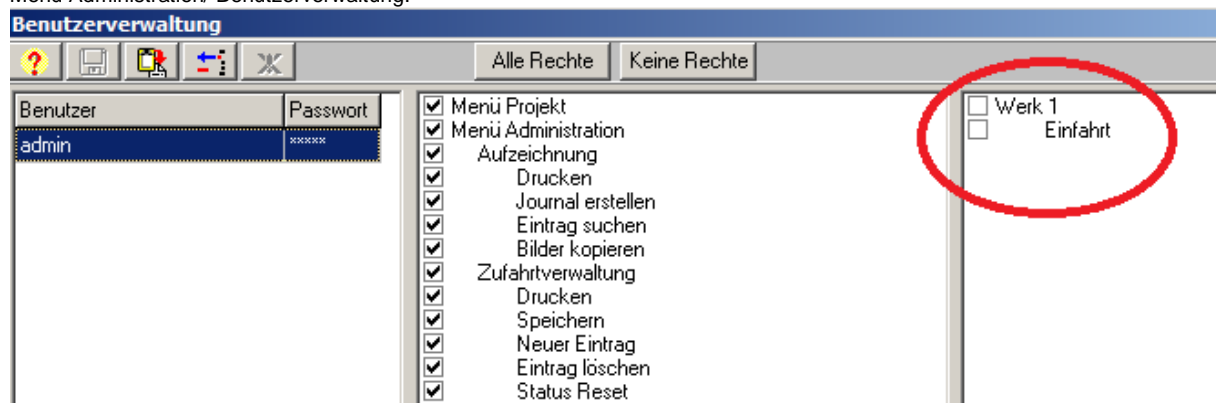 Menü Administration/ Benutzerverwaltung.
Benutzerverwaltung
? Alle Rechte Keine Rechte
Benutzer Passwort
admin *****
Menü Projekt
Menü Administration
Aufzeichnung
Drucken
Journal erstellen
Eintrag suchen
Bilder kopieren
Zufahrtverwaltung
Drucken
Speichern
Neuer Eintrag
Eintrag löschen
Status Reset
Werk 1
Einfahrt